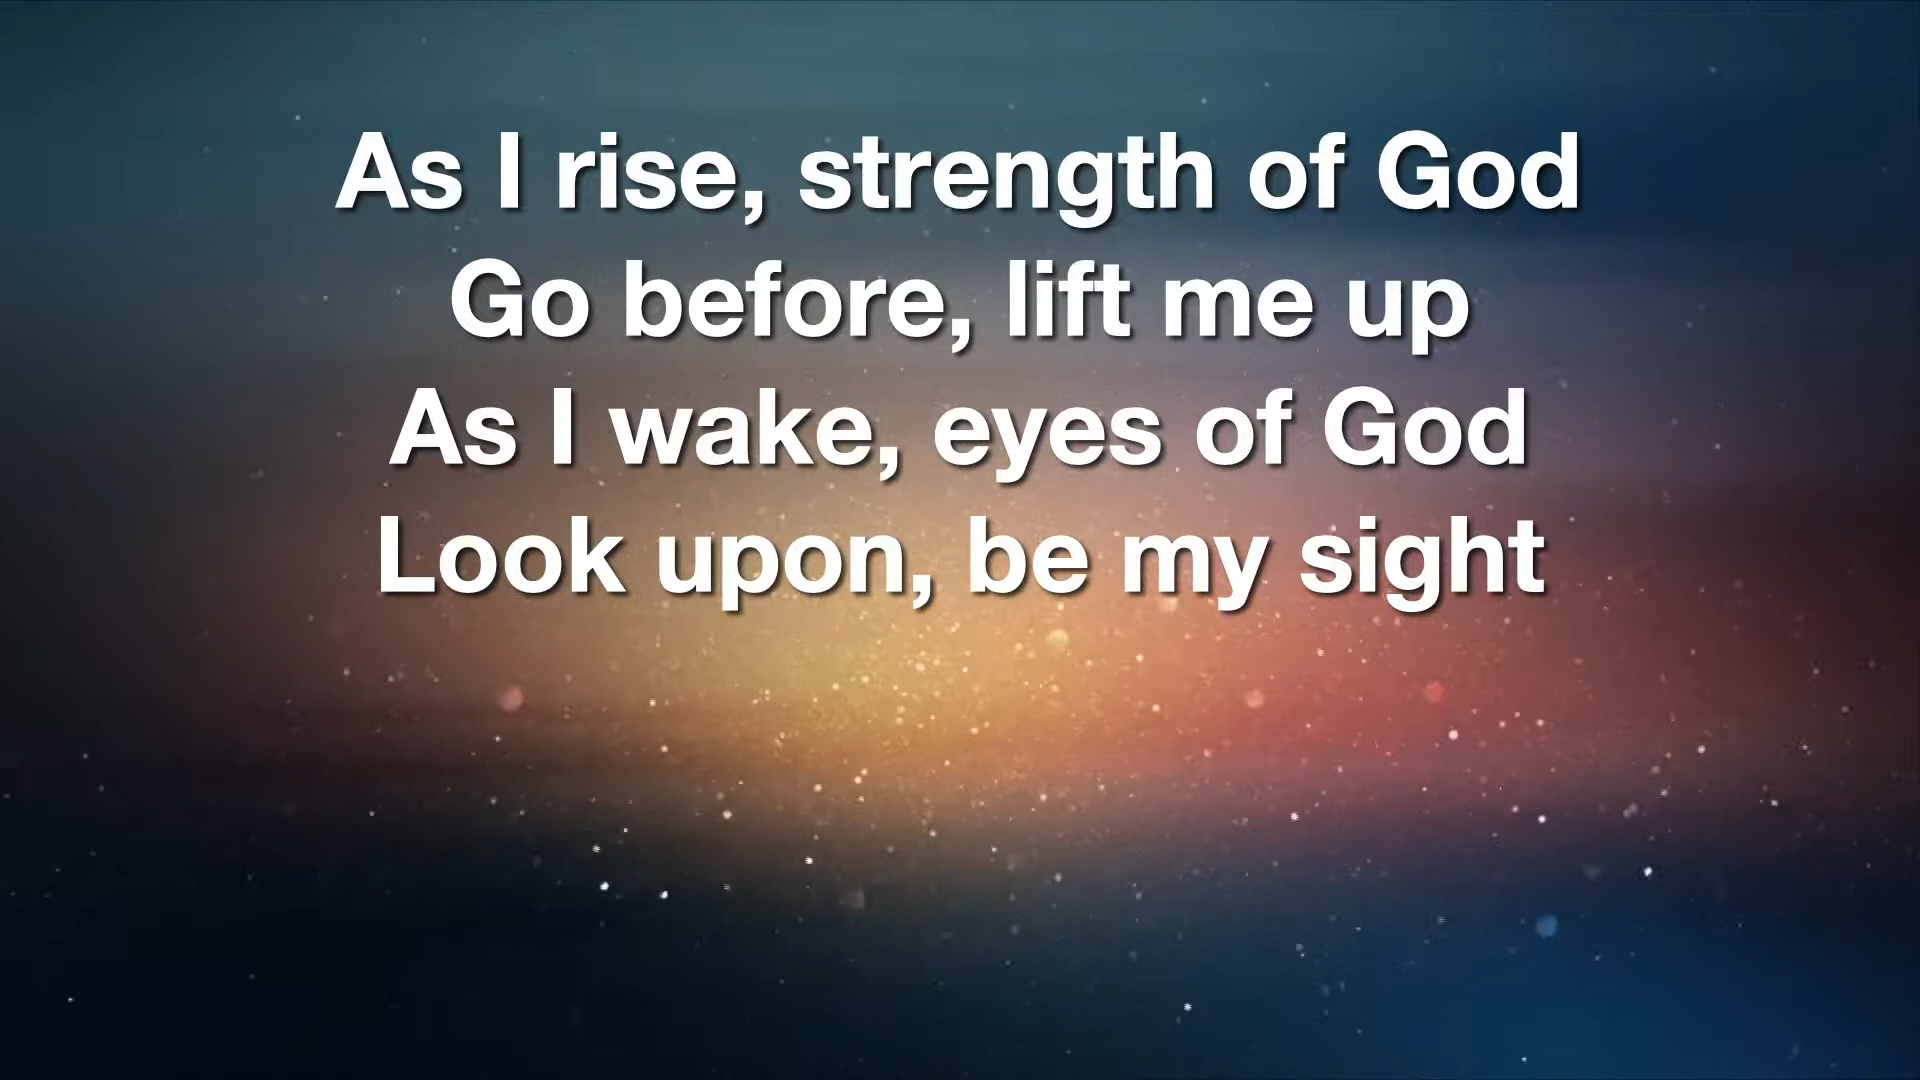 As I rise, strength of God
Go before, lift me up
As I wake, eyes of God
Look upon, be my sight